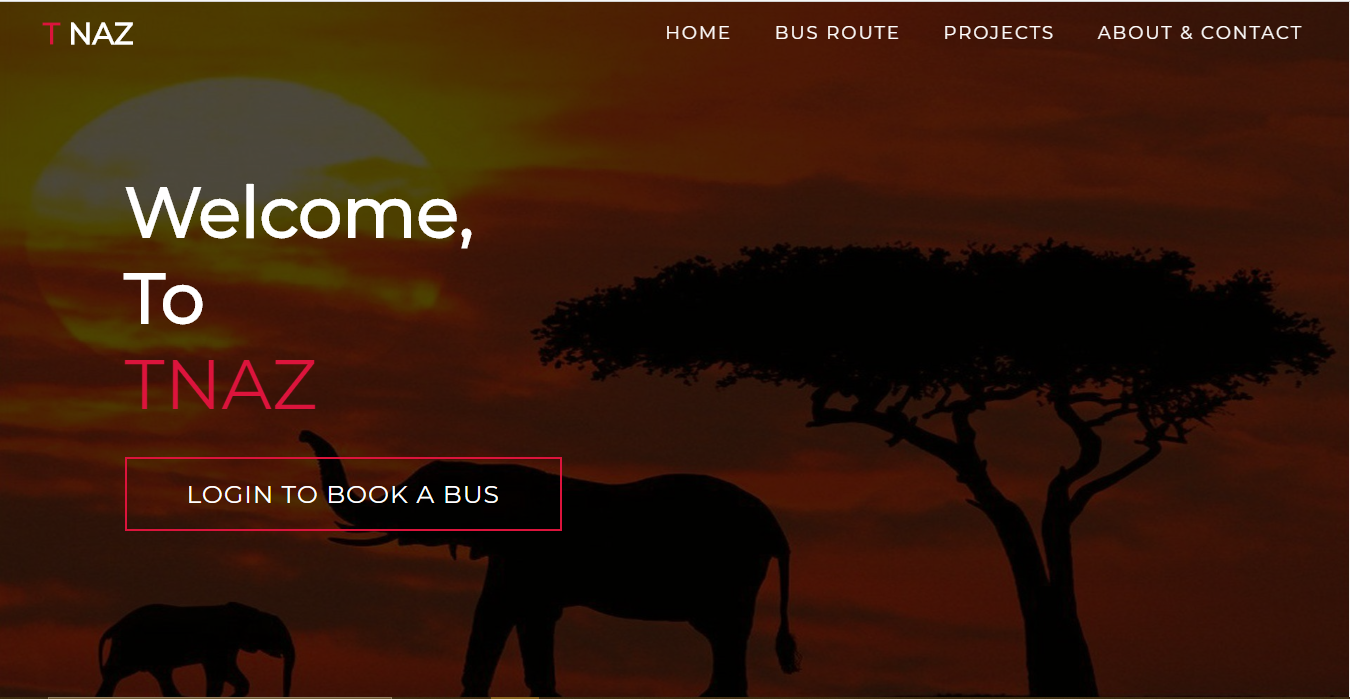 T NAZ
HOME BUS ROUTE PROJECTS ABOUT & CONTACT
Welcome,
To
TNAZ
LOGIN TO BOOK A BUS